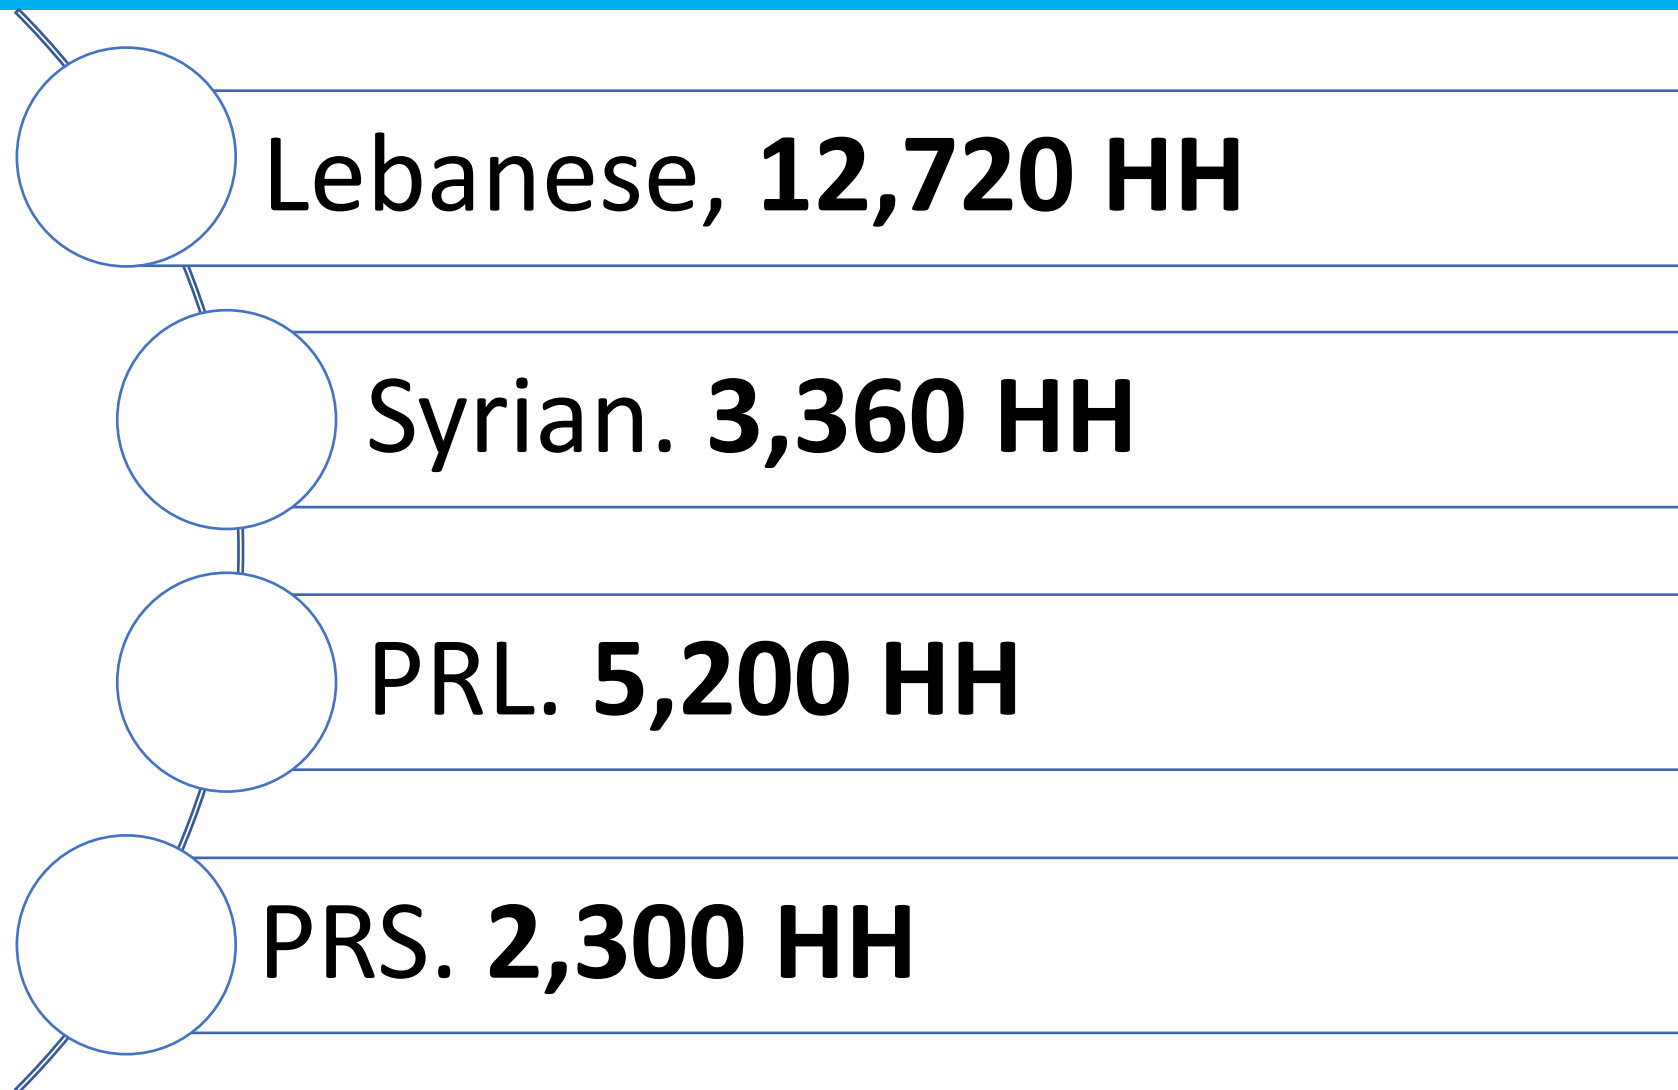 Lebanese, 12,720 HH
Syrian. 3,360 HH
PRL. 5,200 HH
PRS. 2,300 HH